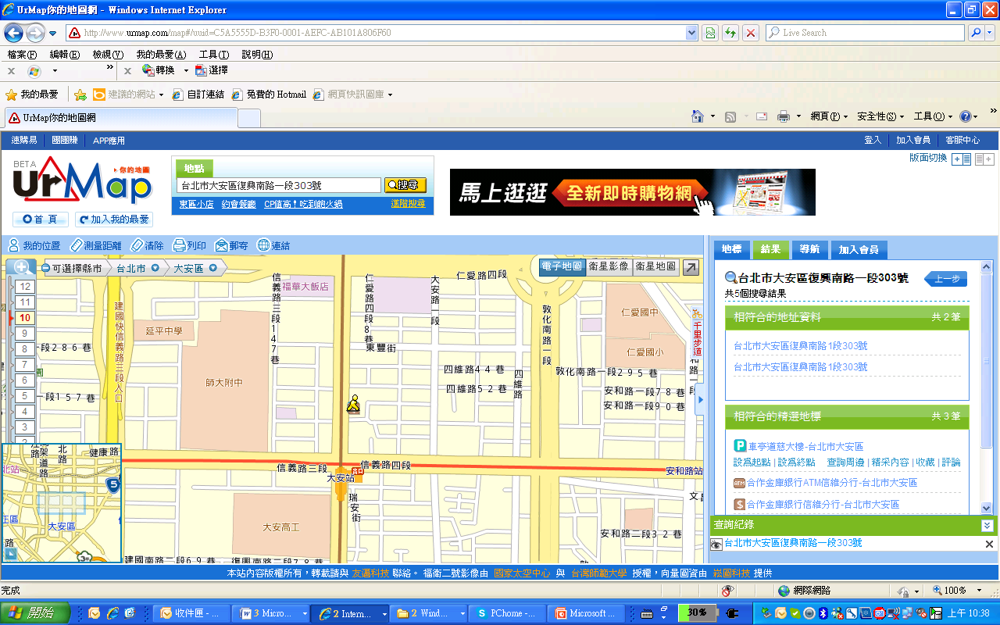 UrMap你的地圖網 - Windows Internet Explorer
http://www.urmap.com/map#/uuid=C5A5555D-B3F0-0001-AEFC-AB101A806F60
Live Search
檔案(F) 編輯(E) 檢視(V) 我的最愛(A) 工具(T) 說明(H)
轉換 選擇
我的最愛 建議的網站 自訂連結 免費的 Hotmail 網頁快訊圖庫
UrMap你的地圖網
網頁(P) 安全性(S) 工具(O)
速購易 團團賺 APP應用
登入 加入會員 客服中心
版面切換
BETA
UrMap 你的地圖
首 頁 加入我的最愛
地點
台北市大安區復興南路一段303號
搜尋
東區小店 約會餐廳 CP值高！吃到飽火鍋 進階搜尋
馬上逛逛 全新即時購物網
我的位置 測量距離 清除 列印 郵寄 連結
可選擇縣市 台北市 大安區
電子地圖 衛星影像 衛星地圖
12
11
10
9
8
7
6
5
4
3
2
仁愛路四段
信義路三段147巷
福華大飯店
仁愛路四段8巷
大安路一段
建國快信義路三段入口
延平中學
東豐街
敦化南路一段
仁愛國中
仁愛國小
千里步道
段286巷
師大附中
四維路44巷
四維路52巷
四維路
敦化南路一段295巷
安和路一段78巷
安和路一段90巷
一段157巷
信義路三段
信義路四段
大安站
出口
安和路站
瑞安街
大安高工
安和路二段32巷
建國南路一段69巷
復興南路二段78巷
健康路
北路
5
大安區
正區
3甲
地標 結果 導航 加入會員
台北市大安區復興南路一段303號
上一步
共5個搜尋結果
相符合的地址資料 共 2 筆
台北市大安區復興南路1段303號
台北市大安區復興南路1段303號
相符合的精選地標 共 3 筆
車亭道慈大樓-台北市大安區
設為起點 | 設為終點 查詢周邊 | 精采內容 | 收藏 | 評論
ATM 合作金庫銀行ATM信維分行-台北市大安區
合作金庫銀行信維分行-台北市大安區
查詢紀錄
台北市大安區復興南路一段303號
本站內容版權所有，轉載請與 友邁科技 聯絡。 福衛二號影像由 國家太空中心 與 台灣師範大學 授權，向量圖資由 崧圖科技 提供
完成
網際網路
100%
開始
收件匣 - ...
3 Micro...
2 Intern...
2 Wind...
PChome -...
Microsoft ...
30%
上午 10:38